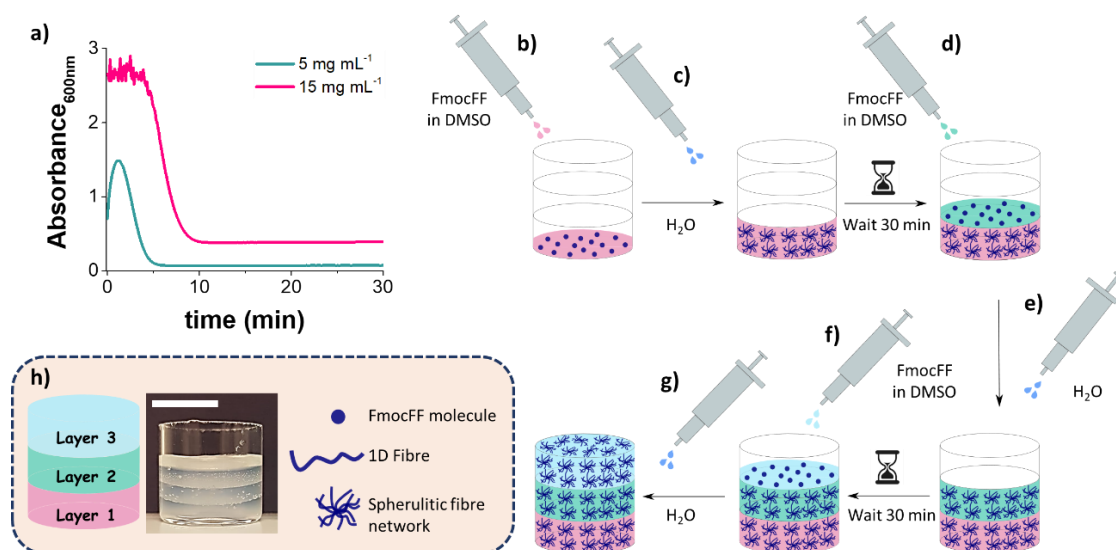 a)
3
2
1
0
Absorbance600nm
5 mg mL⁻¹
15 mg mL⁻¹
0 10 20 30
time (min)
b)
FmocFF
in DMSO
c)
H₂O
Wait 30 min
d)
FmocFF
in DMSO
e)
H₂O
f)
FmocFF
in DMSO
Wait 30 min
g)
H₂O
h)
Layer 3
Layer 2
Layer 1
FmocFF molecule
1D Fibre
Spherulitic fibre
network